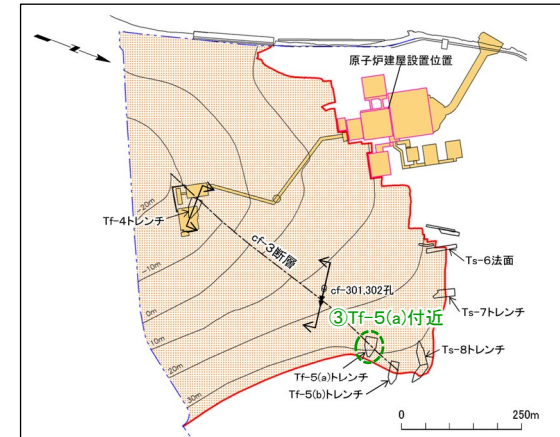 原子炉建屋設置位置
-20m
Tf-4トレンチ
-10m
cf-3断層
Ts-6法面
0m
cf-301,302孔
Ts-7トレンチ
10m
③Tf-5(a)付近
20m
Ts-8トレンチ
30m
Tf-5(a)トレンチ
Tf-5(b)トレンチ
0 250m